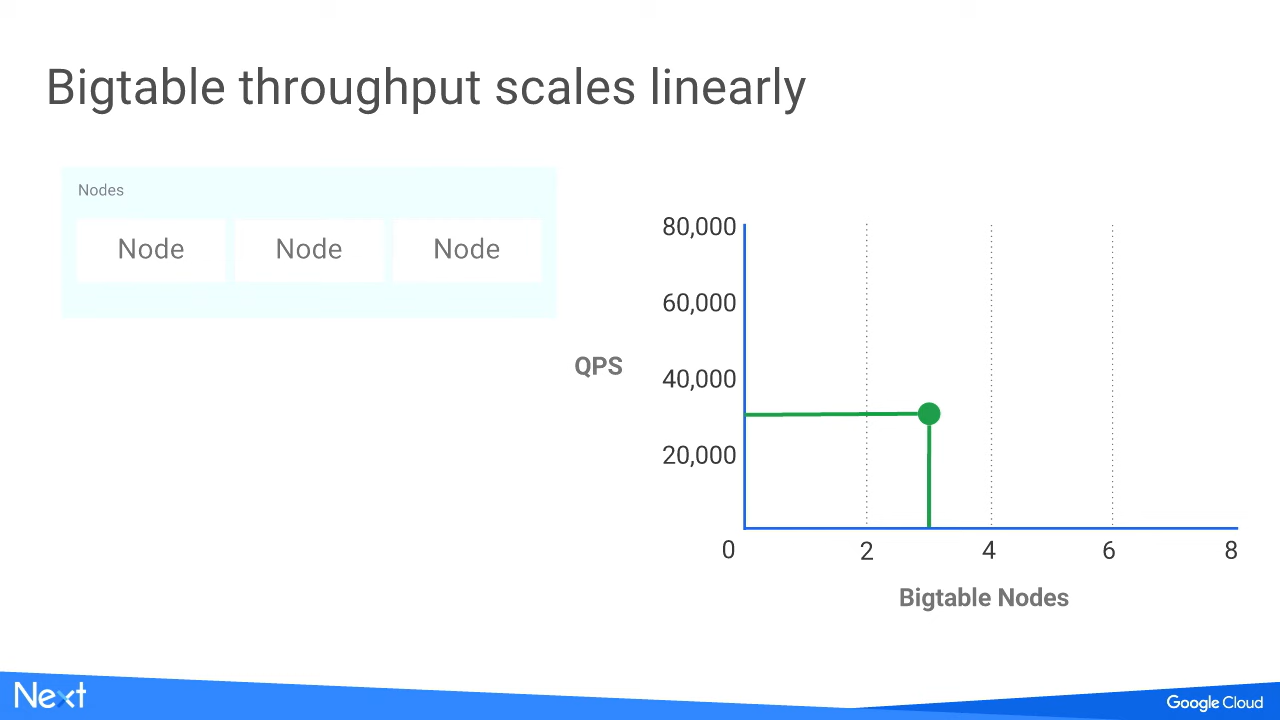 Bigtable throughput scales linearly
Nodes
Node Node Node
QPS
80,000
60,000
40,000
20,000
0 2 4 6 8
Bigtable Nodes
Next
Google Cloud